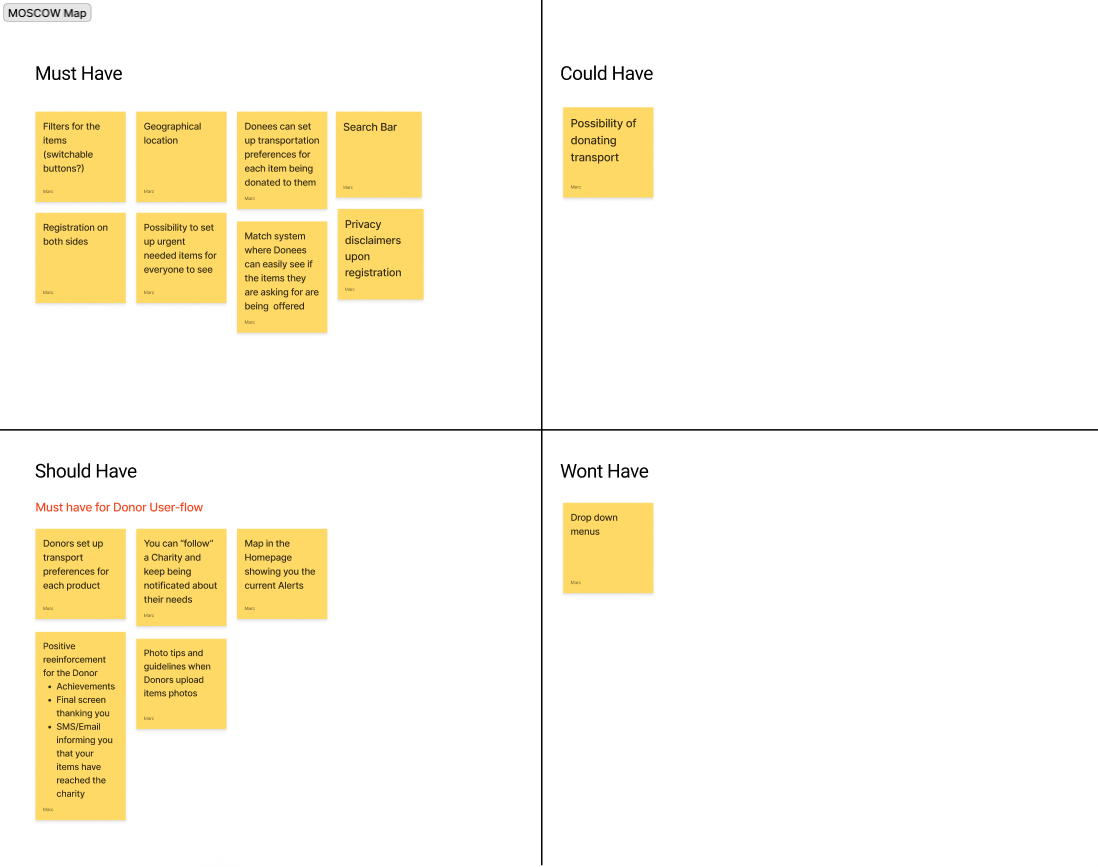 MOSCOW Map
Must Have
Filters for the
items
(switchable
buttons?)
Marc
Geographical
location
Marc
Donees can set
up transportation
preferences for
each item being
donated to them
Marc
Search Bar
Marc
Registration on
both sides
Marc
Possibility to set
up urgent
needed items for
everyone to see
Marc
Match system
where Donees
can easily see if
the items they
are asking for are
being offered
Marc
Privacy
disclaimers
upon
registration
Marc
Could Have
Possibility of
donating
transport
Marc
Should Have
Must have for Donor User-flow
Donors set up
transport
preferences for
each product
Marc
You can “follow”
a Charity and
keep being
notificated about
their needs
Marc
Map in the
Homepage
showing you the
current Alerts
Marc
Positive
reeinforcement
for the Donor
• Achievements
• Final screen
thanking you
• SMS/Email
informing you
that your
items have
reached the
charity
Marc
Photo tips and
guidelines when
Donors upload
items photos
Marc
Wont Have
Drop down
menus
Marc